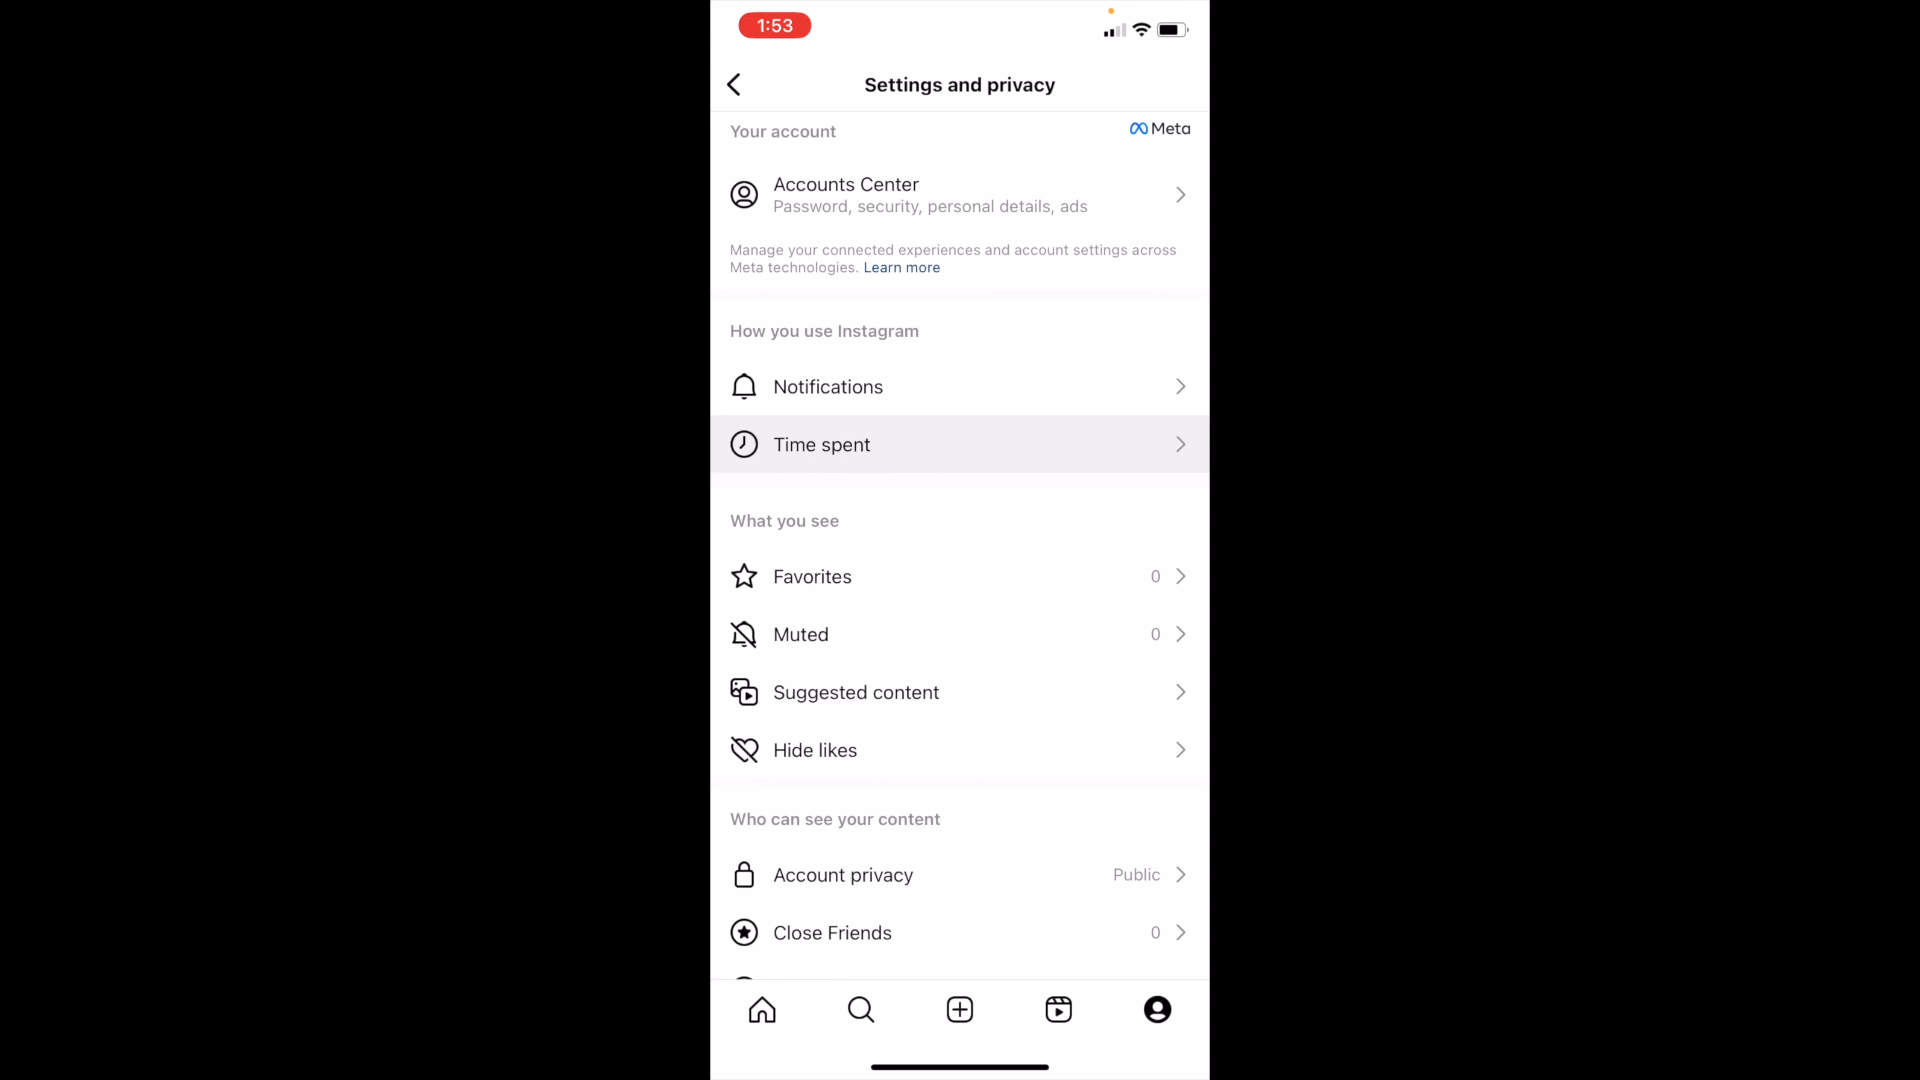 1:53
Settings and privacy
Your account
Meta
Accounts Center
Password, security, personal details, ads
Manage your connected experiences and account settings across
Meta technologies. Learn more
How you use Instagram
Notifications
Time spent
What you see
Favorites 0
Muted 0
Suggested content
Hide likes
Who can see your content
Account privacy Public
Close Friends 0